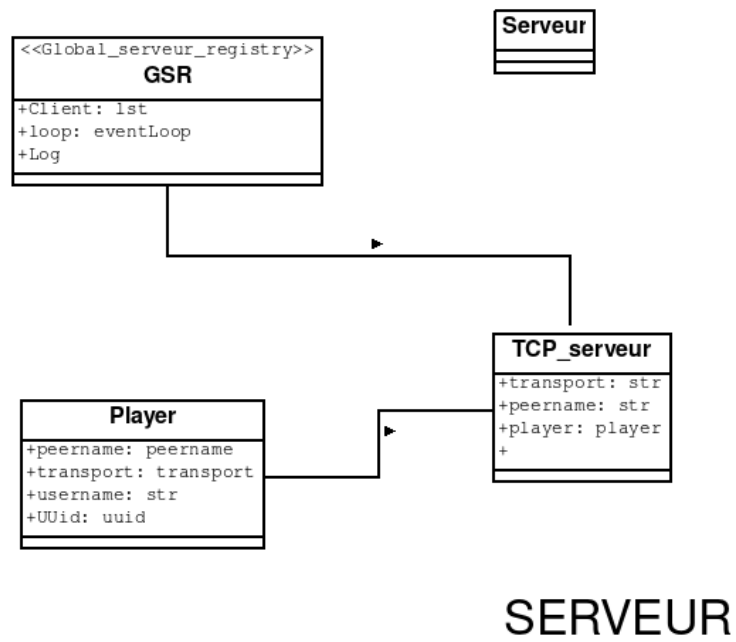 <<Global_serveur_registry>>
GSR
+Client: lst
+loop: eventLoop
+Log
Serveur
TCP_serveur
+transport: str
+peername: str
+player: player
+
Player
+peername: peername
+transport: transport
+username: str
+UUid: uuid
SERVEUR